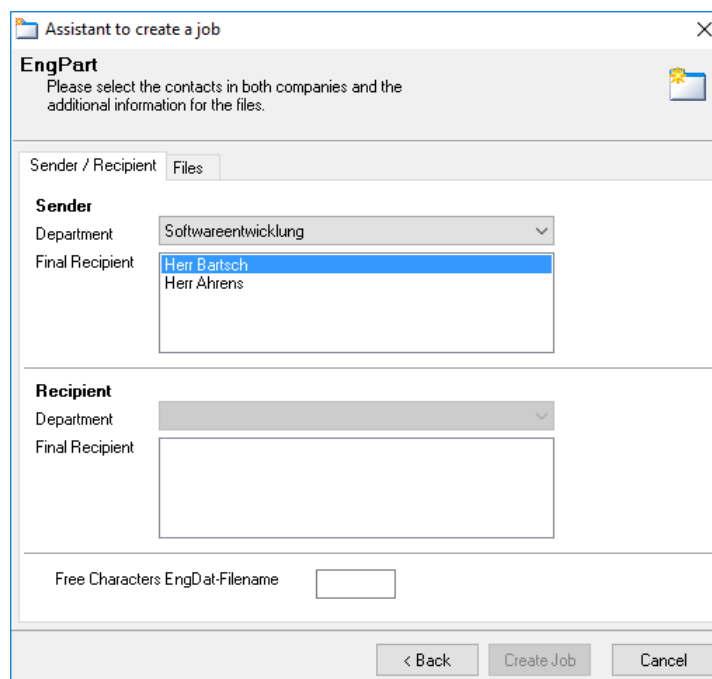 Assistant to create a job
EngPart
Please select the contacts in both companies and the
additional information for the files.
Sender / Recipient Files
Sender
Department Softwareentwicklung
Final Recipient Herr Bartsch
Herr Ahrens
Recipient
Department
Final Recipient
Free Characters EngDat-Filename
< Back Create Job Cancel